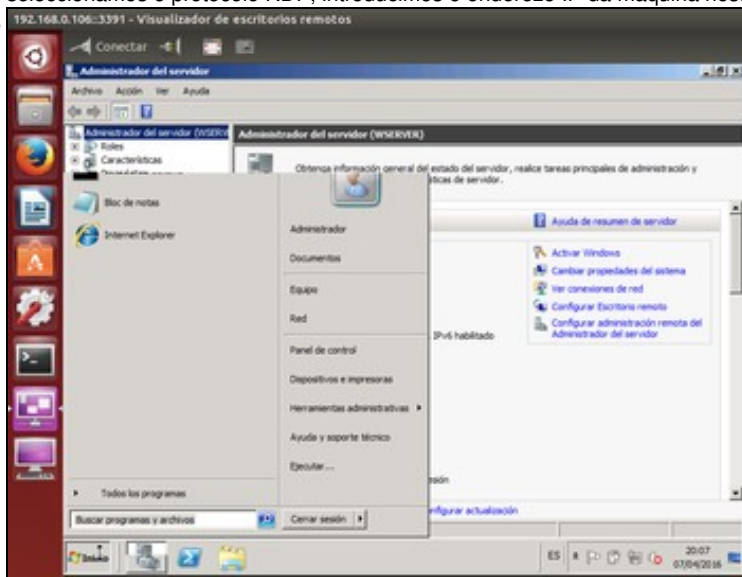 seleccionamos o protocolo RDP, introducimos o enderezo IP da máquina
192.168.0.106::3391 - Visualizador de escritorios remotos
Conectar
Administrador del servidor
Archivo Acción Ver Ayuda
Administrador del servidor (WSERV
Administrador del servidor (WSERVER)
Roles
Características
Obtenga información general del estado del servidor, realice tareas principales de administración y
sticas de servidor.
Bloc de notas
Internet Explorer
Administrador
Documentos
Equipo
Red
Panel de control
Dispositivos e impresoras
Herramientas administrativas
Ayuda y soporte técnico
Ejecutar...
Ayuda de resumen de servidor
Activar Windows
Cambiar propiedades del sistema
Ver conexiones de red
Configurar Escritorio remoto
Configurar administración remota del
Administrador del servidor
IPv6 habilitado
Todos los programas
Buscar programas y archivos
Cerrar sesión
nfigurar actualización
Inicio
ES
20:07
07/04/2016